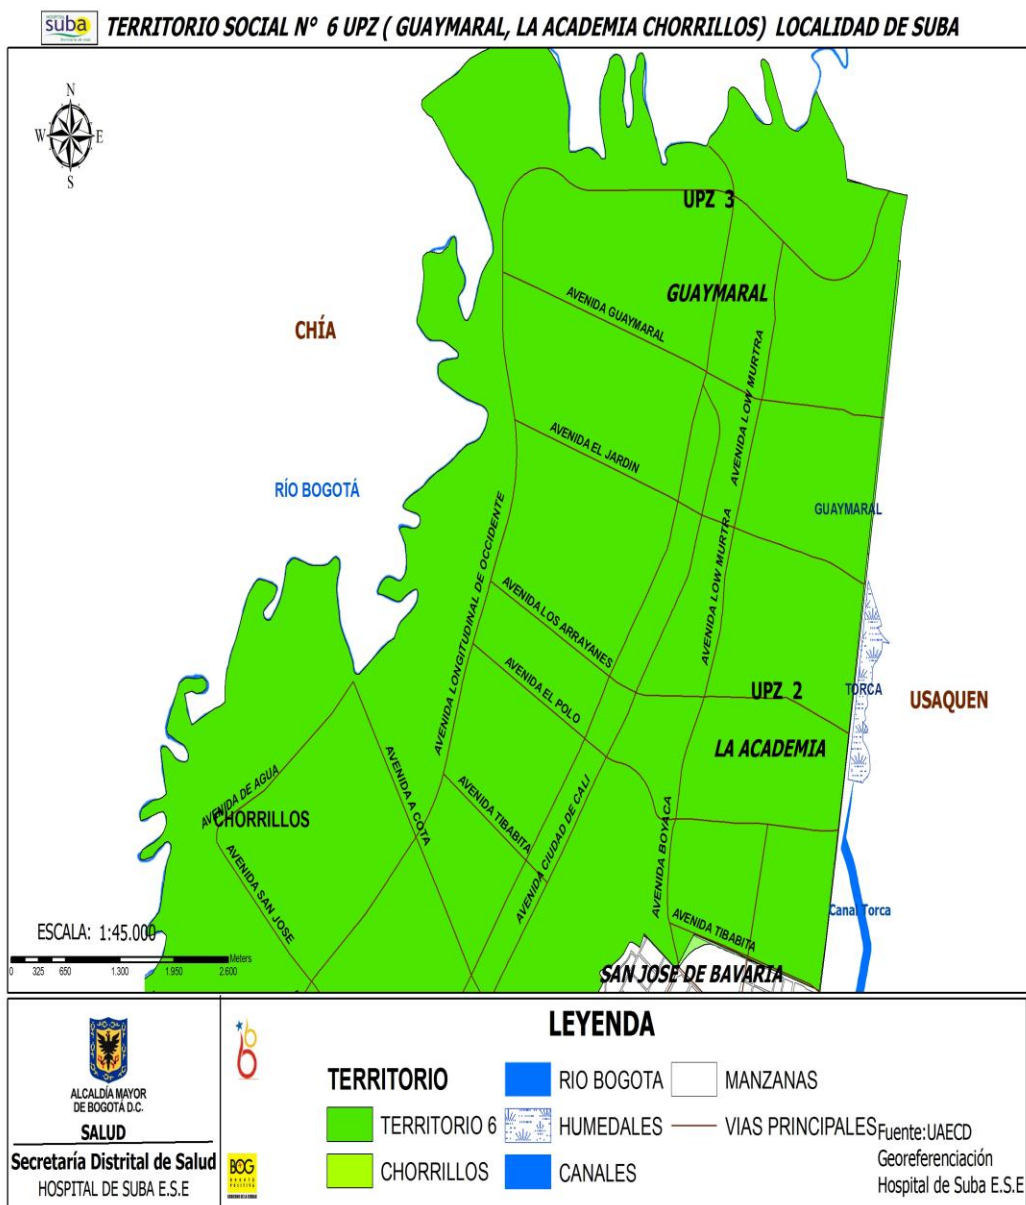 HOSPITAL
suba
TERRITORIO SOCIAL N° 6 UPZ ( GUAYMARAL, LA ACADEMIA CHORRILLOS) LOCALIDAD DE SUBA
N
W
E
S
UPZ 3
GUAYMARAL
AVENIDA GUAYMARAL
CHÍA
AVENIDA LOW MURTRA
AVENIDA EL JARDIN
RÍO BOGOTÁ
GUAYMARAL
AVENIDA LONGITUDINAL DE OCCIDENTE
AVENIDA LOW MURTRA
AVENIDA LOS ARRAYANES
AVENIDA EL POLO
UPZ 2
TORCA
USAQUEN
LA ACADEMIA
AVENIDA DE AGUA
CHORRILLOS
AVENIDA A COTA
AVENIDA TIBABITA
AVENIDA CIUDAD DE CALI
AVENIDA BOYACA
AVENIDA SAN JOSE
Canal Torca
AVENIDA TIBABITA
SAN JOSE DE BAVARIA
ESCALA: 1:45.000
Meters
0 325 650 1.300 1.950 2.600
LEYENDA
TERRITORIO
TERRITORIO 6
CHORRILLOS
RIO BOGOTA
HUMEDALES
CANALES
MANZANAS
VIAS PRINCIPALES
Fuente:UAECD
Georeferenciación
Hospital de Suba E.S.E
ALCALDÍA MAYOR
DE BOGOTÁ D.C.
SALUD
Secretaría Distrital de Salud
HOSPITAL DE SUBA E.S.E
BOG
BOGOTÁ
POSITIVA